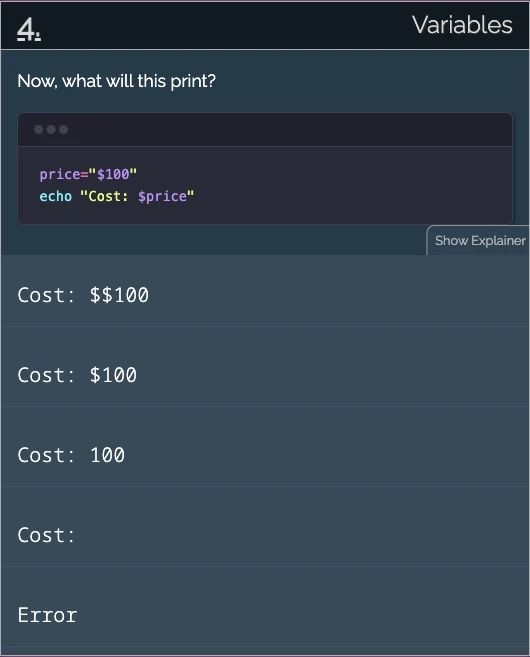 4.
Variables
Now, what will this print?
price="$100"
echo "Cost: $price"
Show Explainer
Cost: $$100
Cost: $100
Cost: 100
Cost:
Error